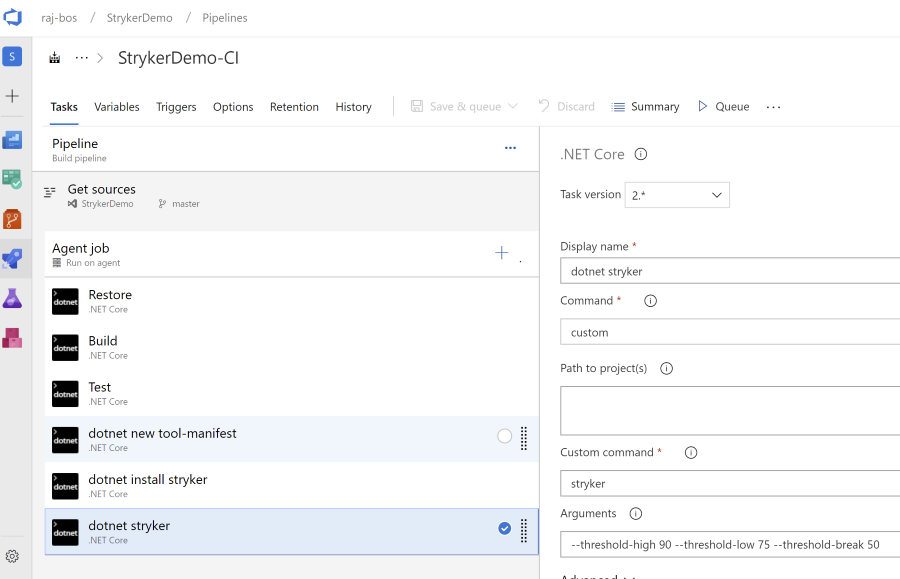 raj-bos / StrykerDemo / Pipelines
S
··· > StrykerDemo-CI
Tasks Variables Triggers Options Retention History Save & queue Discard Summary Queue ...
Pipeline
Build pipeline
Get sources
StrykerDemo master
Agent job
Run on agent
dotnet
Restore
.NET Core
dotnet
Build
.NET Core
dotnet
Test
.NET Core
dotnet
dotnet new tool-manifest
.NET Core
dotnet
dotnet install stryker
.NET Core
dotnet
dotnet stryker
.NET Core
.NET Core
Task version 2.*
Display name *
dotnet stryker
Command *
custom
Path to project(s)
Custom command *
stryker
Arguments
--threshold-high 90 --threshold-low 75 --threshold-break 50
Advanced